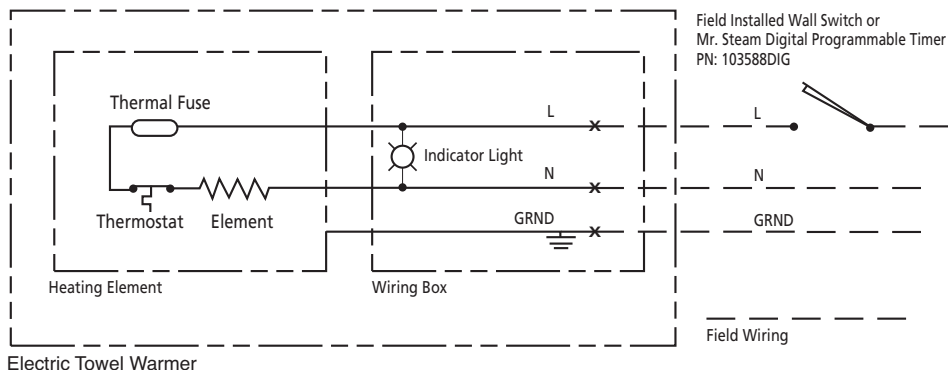 Field Installed Wall Switch or
Mr. Steam Digital Programmable Timer
PN: 103588DIG
Thermal Fuse
L
L
Indicator Light
N
N
Thermostat
Element
GRND
GRND
Heating Element
Wiring Box
Field Wiring
Electric Towel Warmer